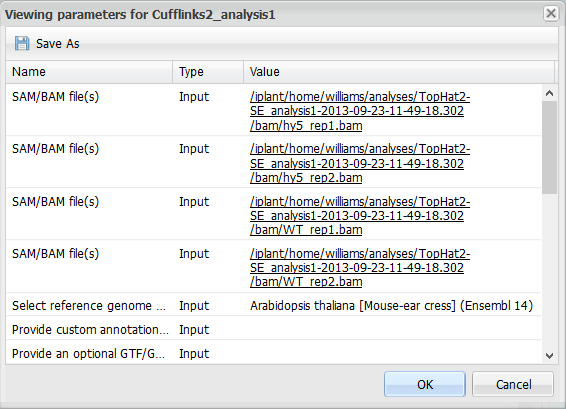 Viewing parameters for Cufflinks2_analysis1
Save As
Name Type Value
SAM/BAM file(s) Input /iplant/home/williams/analyses/TopHat2-
SE_analysis1-2013-09-23-11-49-18.302
/bam/hy5_rep1.bam
SAM/BAM file(s) Input /iplant/home/williams/analyses/TopHat2-
SE_analysis1-2013-09-23-11-49-18.302
/bam/hy5_rep2.bam
SAM/BAM file(s) Input /iplant/home/williams/analyses/TopHat2-
SE_analysis1-2013-09-23-11-49-18.302
/bam/WT_rep1.bam
SAM/BAM file(s) Input /iplant/home/williams/analyses/TopHat2-
SE_analysis1-2013-09-23-11-49-18.302
/bam/WT_rep2.bam
Select reference genome ... Input Arabidopsis thaliana [Mouse-ear cress] (Ensembl 14)
Provide custom annotation... Input
Provide an optional GTF/G... Input
OK Cancel